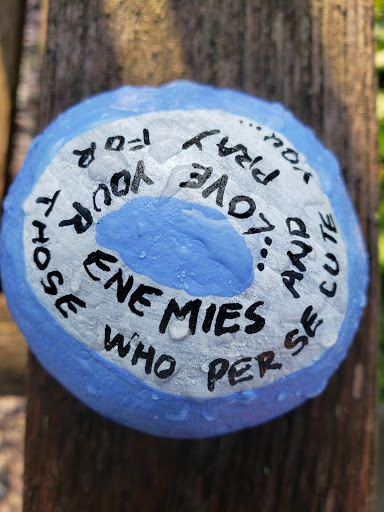 ...LOVE YOUR ENEMIES AND PRAY FOR THOSE WHO PERSECUTE YOU...